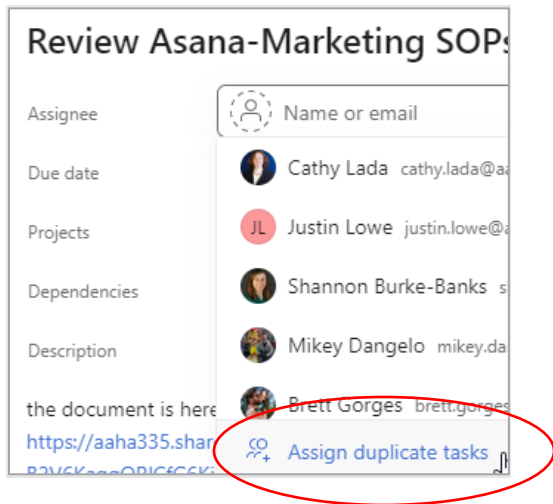 Review Asana-Marketing SOPs
Assignee
Name or email
Due date
Cathy Lada cathy.lada@aa
Projects
JL Justin Lowe justin.lowe@a
Dependencies
Shannon Burke-Banks s
Description
Mikey Dangelo mikey.da
the document is here
Brett Gorges brett.gorges
https://aaha335.shar
Assign duplicate tasks